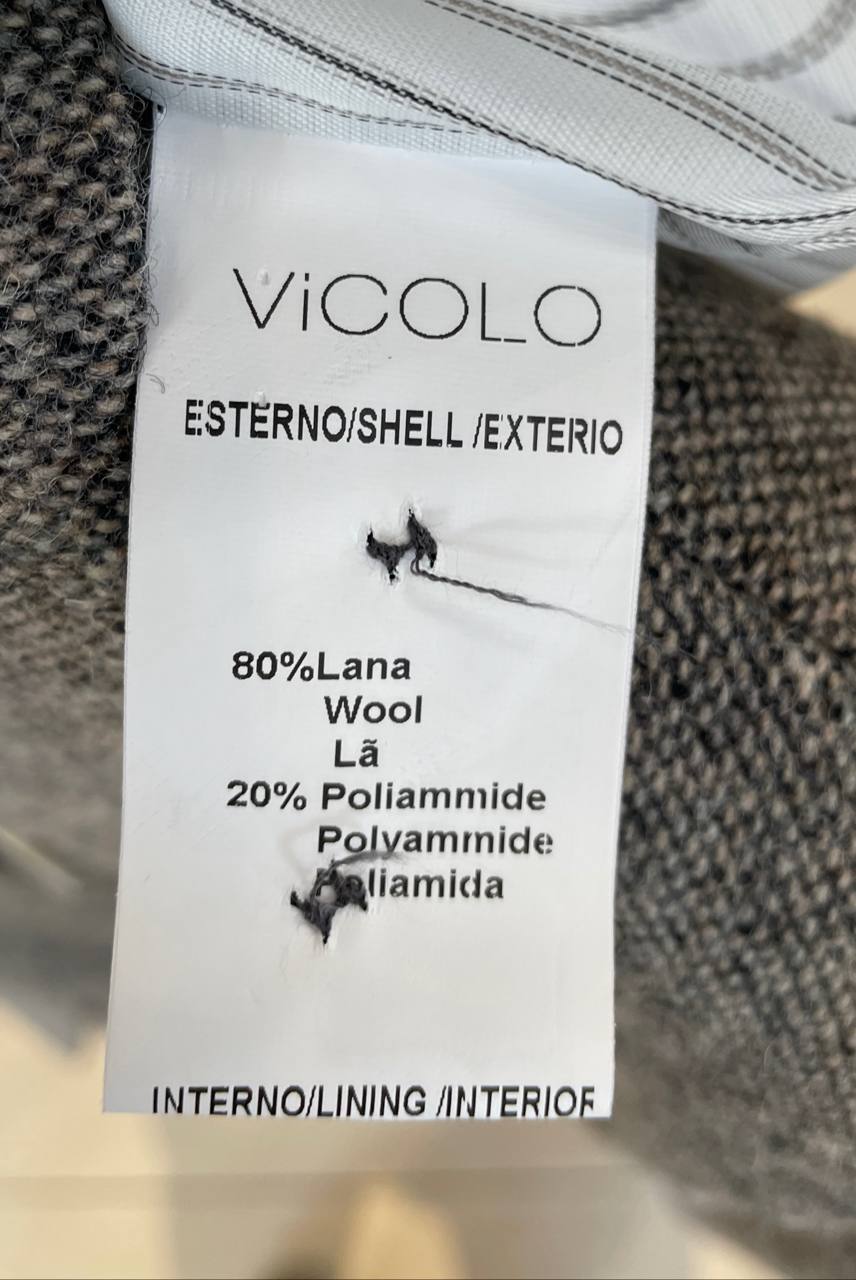 ViCOLO
ESTERNO/SHELL /EXTERIO
80%Lana
Wool
Lã
20% Poliammide
Polyammide
Poliamida
INTERNO/LINING /INTERIOR